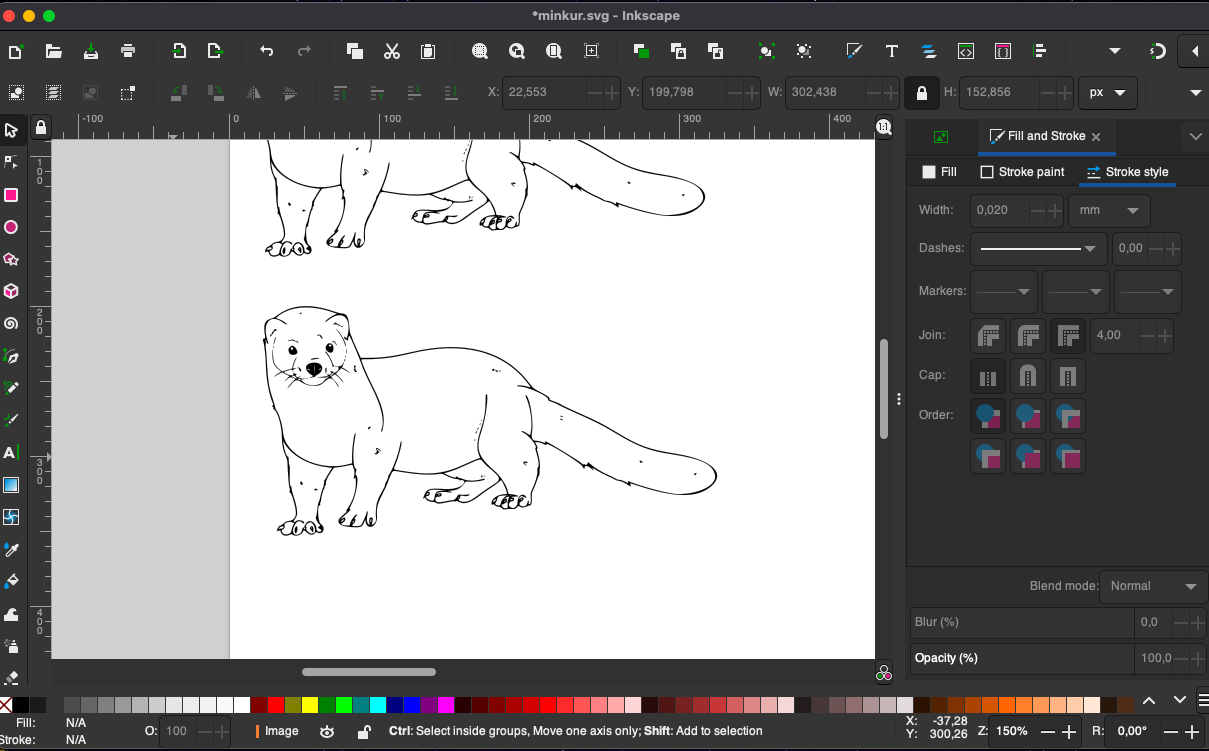 *minkur.svg - Inkscape
X: 22,553 Y: 199,798 W: 302,438 H: 152,856 px
-100 0 100 200 300 400
1:1
Fill and Stroke
Fill Stroke paint Stroke style
Width: 0,020 mm
Dashes: 0,00
Markers:
Join: 4,00
Cap:
Order:
100
200
300
400
Blend mode: Normal
Blur (%) 0,0
Opacity (%) 100,0
Fill: N/A
Stroke: N/A
O: 100
Image
Ctrl: Select inside groups, Move one axis only; Shift: Add to selection
X: -37,28
Y: 300,26
Z: 150%
R: 0,00°